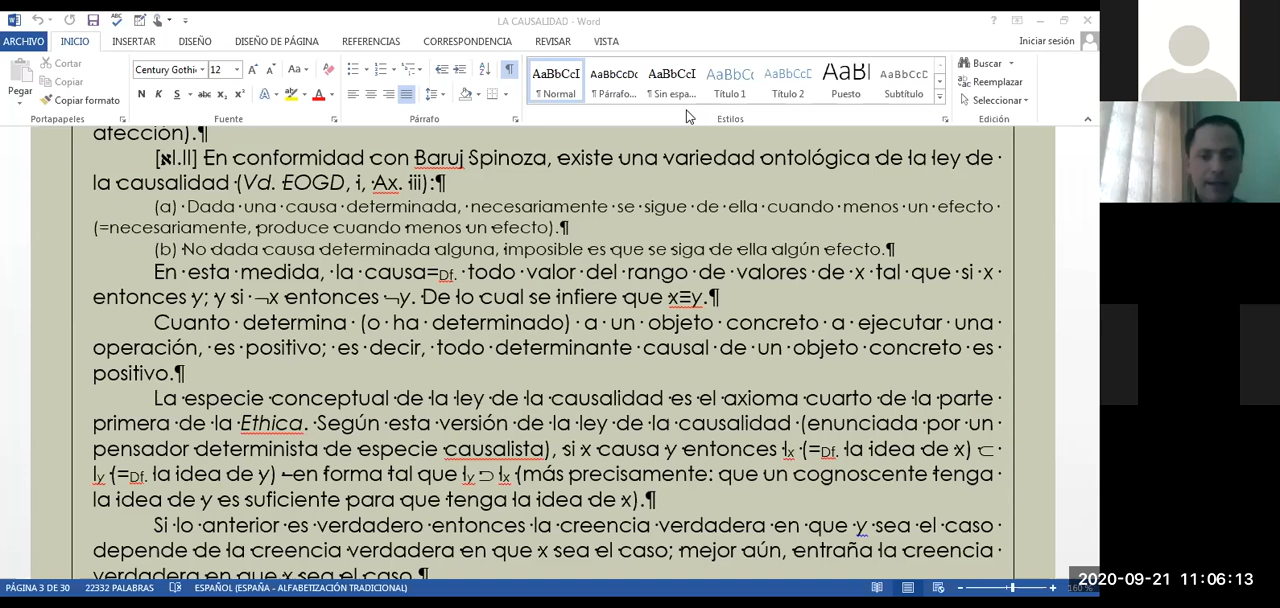 LA CAUSALIDAD - Word
ARCHIVO INICIO INSERTAR DISEÑO DISEÑO DE PÁGINA REFERENCIAS CORRESPONDENCIA REVISAR VISTA Iniciar sesión
Pegar Cortar Copiar Copiar formato
Century Gothi 12 Aa
N K S abc x₂ x² A A
AaBbCcI AaBbCcDc AaBbCcI AaBbCc AaBbCcD AaBl AaBbCcD
¶ Normal ¶ Párrafo... ¶ Sin espa... Título 1 Título 2 Puesto Subtítulo
Buscar Reemplazar Seleccionar
Portapapeles Fuente Párrafo Estilos Edición
afección).¶
[אI.II] En conformidad con Baruj Spinoza, existe una variedad ontológica de la ley de
la causalidad (Vd. EOGD, i, Ax. iii):¶
(a) Dada una causa determinada, necesariamente se sigue de ella cuando menos un efecto
(=necesariamente, produce cuando menos un efecto).¶
(b) No dada causa determinada alguna, imposible es que se siga de ella algún efecto.¶
En esta medida, la causa=Df. todo valor del rango de valores de x tal que si x
entonces y; y si ¬x entonces ¬y. De lo cual se infiere que x≡y.¶
Cuanto determina (o ha determinado) a un objeto concreto a ejecutar una
operación, es positivo; es decir, todo determinante causal de un objeto concreto es
positivo.¶
La especie conceptual de la ley de la causalidad es el axioma cuarto de la parte
primera de la Ethica. Según esta versión de la ley de la causalidad (enunciada por un
pensador determinista de especie causalista), si x causa y entonces Ix (=Df. la idea de x) ⊂
Iy (=Df. la idea de y) –en forma tal que Iy ⊃ Ix (más precisamente: que un cognoscente tenga
la idea de y es suficiente para que tenga la idea de x).¶
Si lo anterior es verdadero entonces la creencia verdadera en que y sea el caso
depende de la creencia verdadera en que x sea el caso; mejor aún, entraña la creencia
verdadera en que x sea el caso.¶
PÁGINA 3 DE 30 22332 PALABRAS ESPAÑOL (ESPAÑA - ALFABETIZACIÓN TRADICIONAL) 160 %
2020-09-21 11:06:13